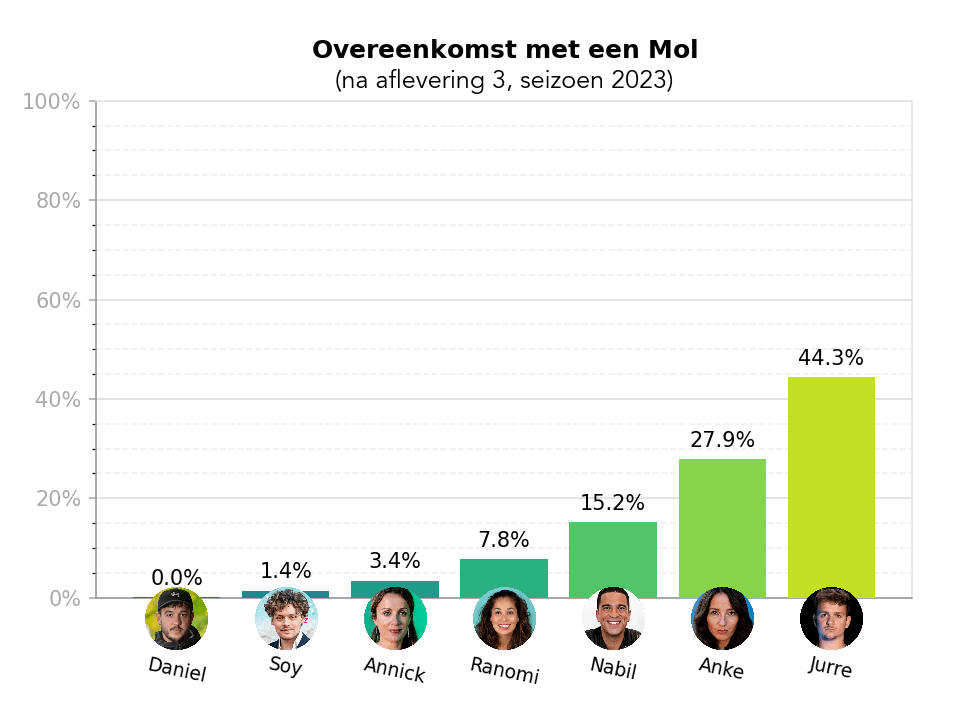 Overeenkomst met een Mol
(na aflevering 3, seizoen 2023)
100%
80%
60%
40%
20%
0%
0.0%
1.4%
3.4%
7.8%
15.2%
27.9%
44.3%
Daniel
Soy
Annick
Ranomi
Nabil
Anke
Jurre